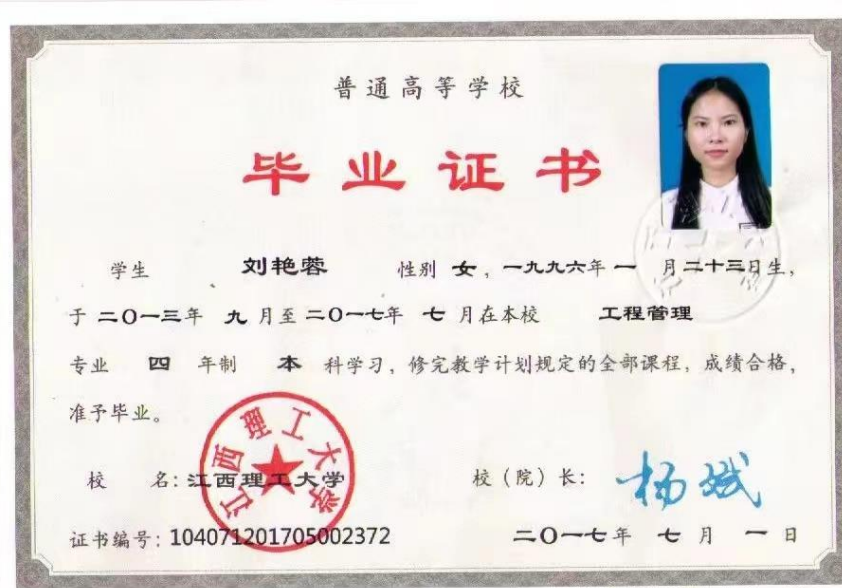 普通高等学校
毕业证书
学生 刘艳蓉 性别 女，一九九六年 一 月二十三日生，
于 二〇一三年 九 月至 二〇一七年 七 月在本校 工程管理
专业 四 年制 本 科学习，修完教学计划规定的全部课程，成绩合格，
准予毕业。
江西理工大学
校 名：江西理工大学 校（院）长：杨斌
证书编号：104071201705002372 二〇一七年 七 月 一 日